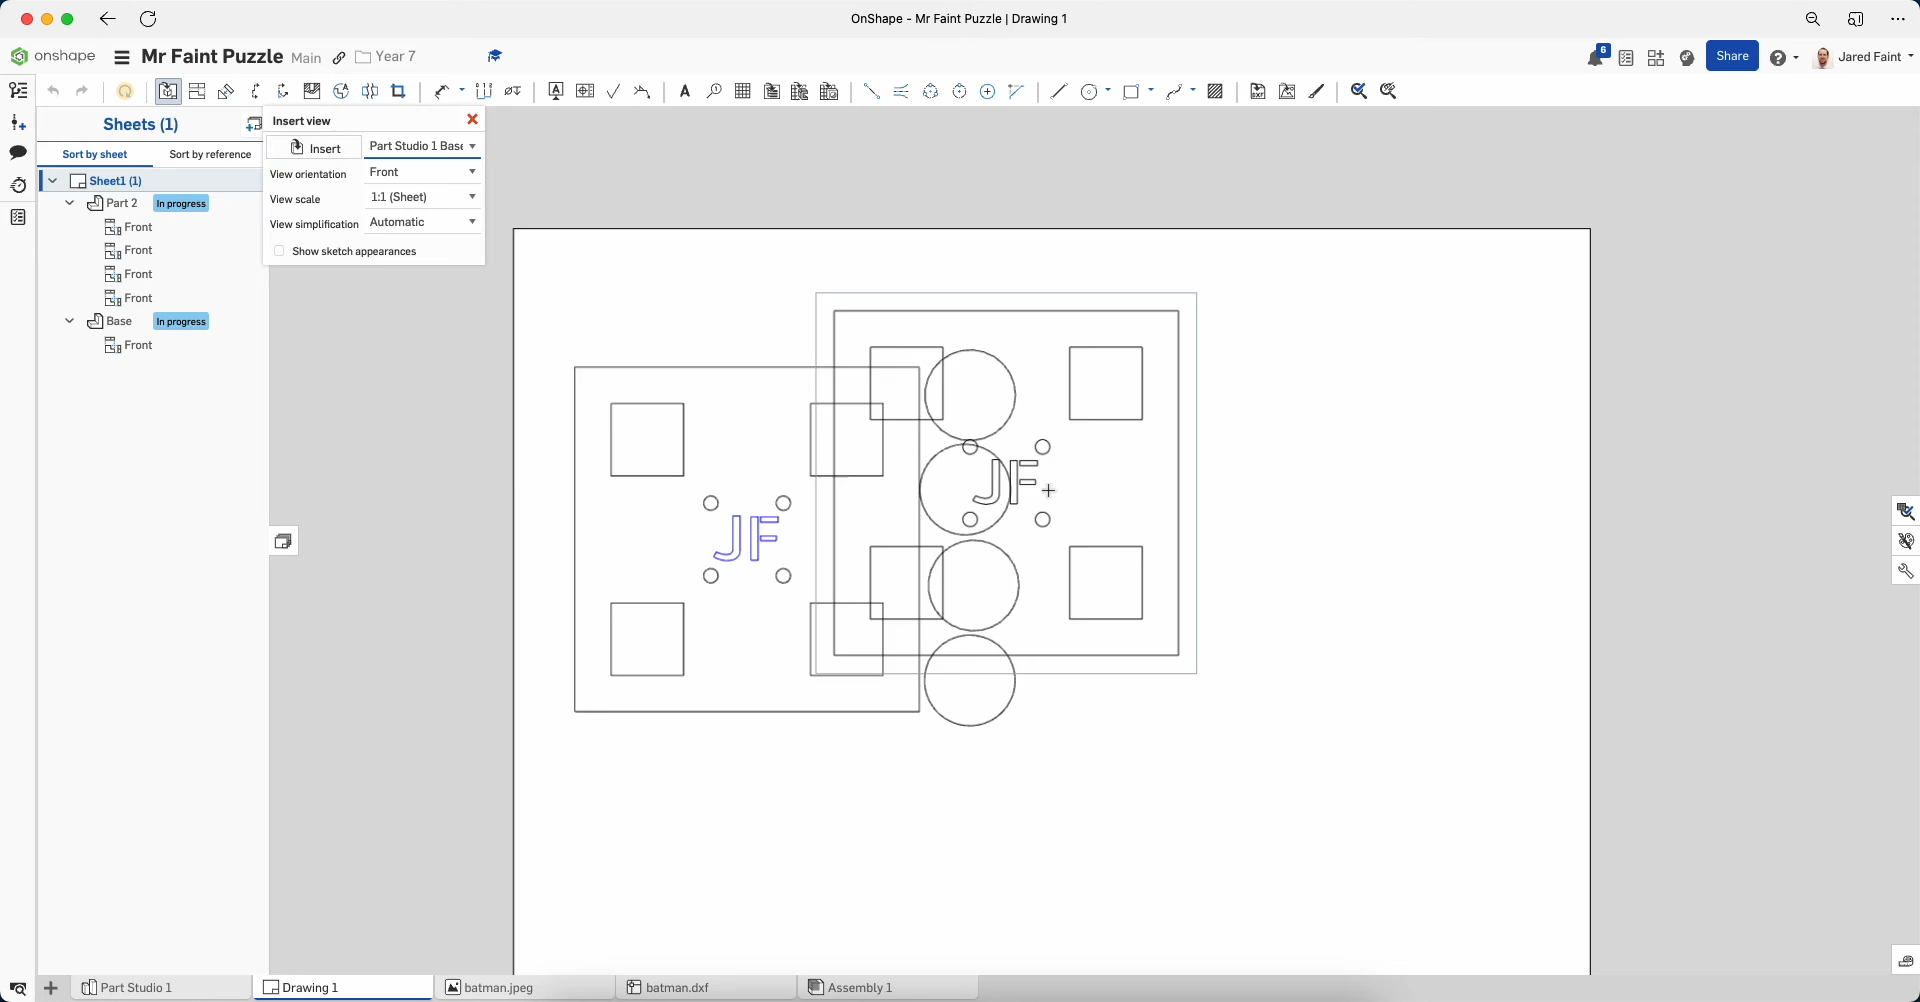 OnShape - Mr Faint Puzzle | Drawing 1
onshape Mr Faint Puzzle Main Year 7 6 Share Jared Faint
Sheets (1)
Sort by sheet Sort by reference
Sheet1 (1)
Part 2 In progress
Front
Front
Front
Front
Base In progress
Front
Insert view
Insert Part Studio 1 Base
View orientation Front
View scale 1:1 (Sheet)
View simplification Automatic
Show sketch appearances
JF
JF
Part Studio 1 Drawing 1 batman.jpeg batman.dxf Assembly 1